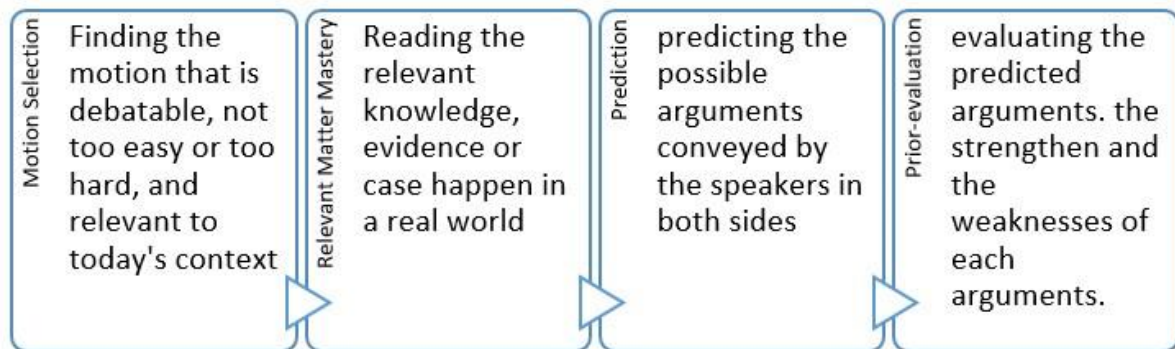 Motion Selection
Finding the
motion that is
debatable, not
too easy or too
hard, and
relevant to
today's context
Relevant Matter Mastery
Reading the
relevant
knowledge,
evidence or
case happen in
a real world
Prediction
predicting the
possible
arguments
conveyed by
the speakers in
both sides
Prior-evaluation
evaluating the
predicted
arguments. the
strengthen and
the
weaknesses of
each
arguments.